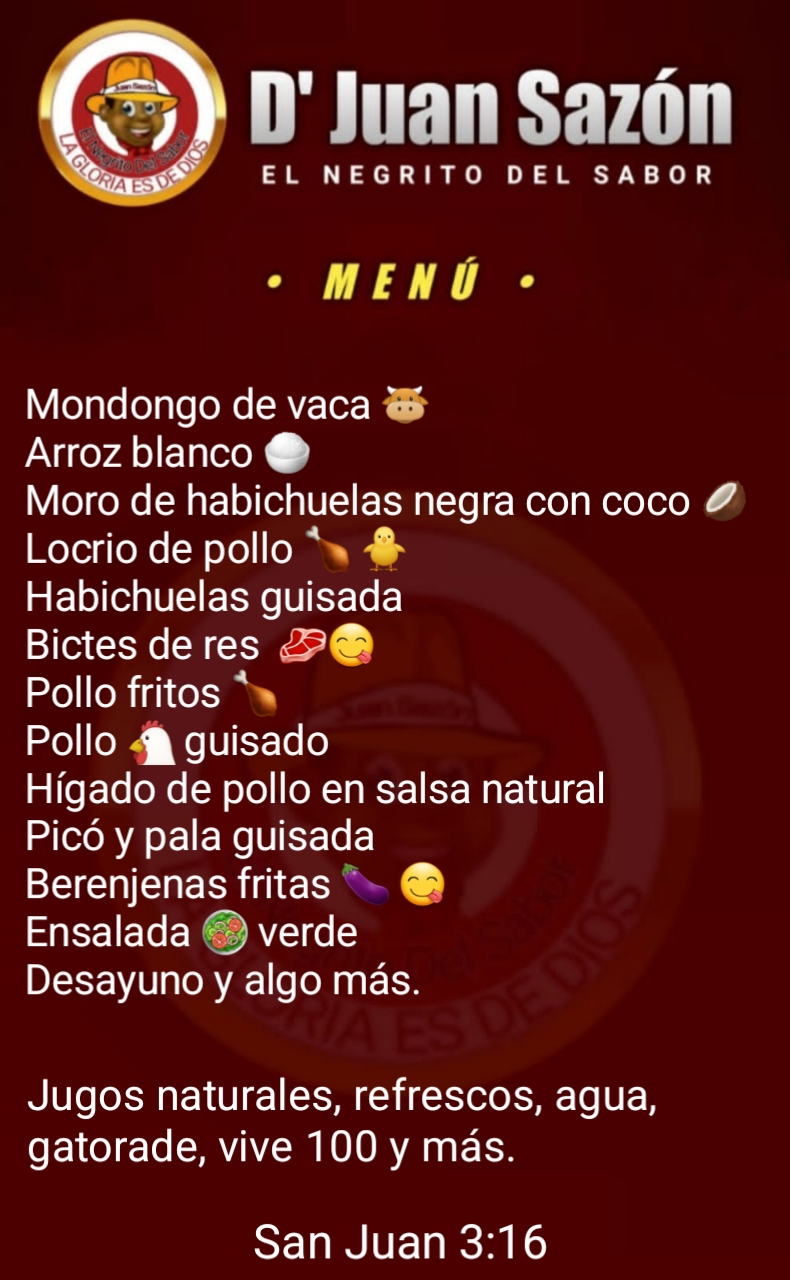 Juan Sazón
El Negrito Del Sabor
LA GLORIA ES DE DIOS
D' Juan Sazón
EL NEGRITO DEL SABOR
• MENÚ •
Mondongo de vaca 🐮
Arroz blanco 🍚
Moro de habichuelas negra con coco 🥥
Locrio de pollo 🍗 🐥
Habichuelas guisada
Bictes de res 🥩😋
Pollo fritos 🍗
Pollo 🐔 guisado
Hígado de pollo en salsa natural
Picó y pala guisada
Berenjenas fritas 🍆 😋
Ensalada 🥗 verde
Desayuno y algo más.
Jugos naturales, refrescos, agua,
gatorade, vive 100 y más.
San Juan 3:16